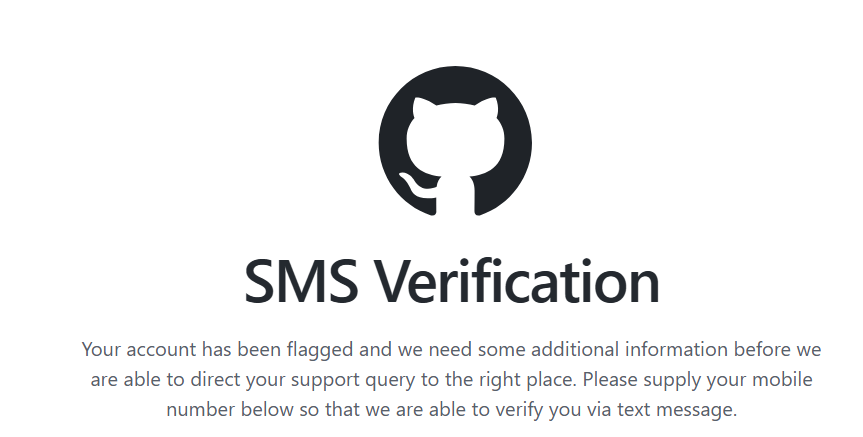 SMS Verification
Your account has been flagged and we need some additional information before we
are able to direct your support query to the right place. Please supply your mobile
number below so that we are able to verify you via text message.